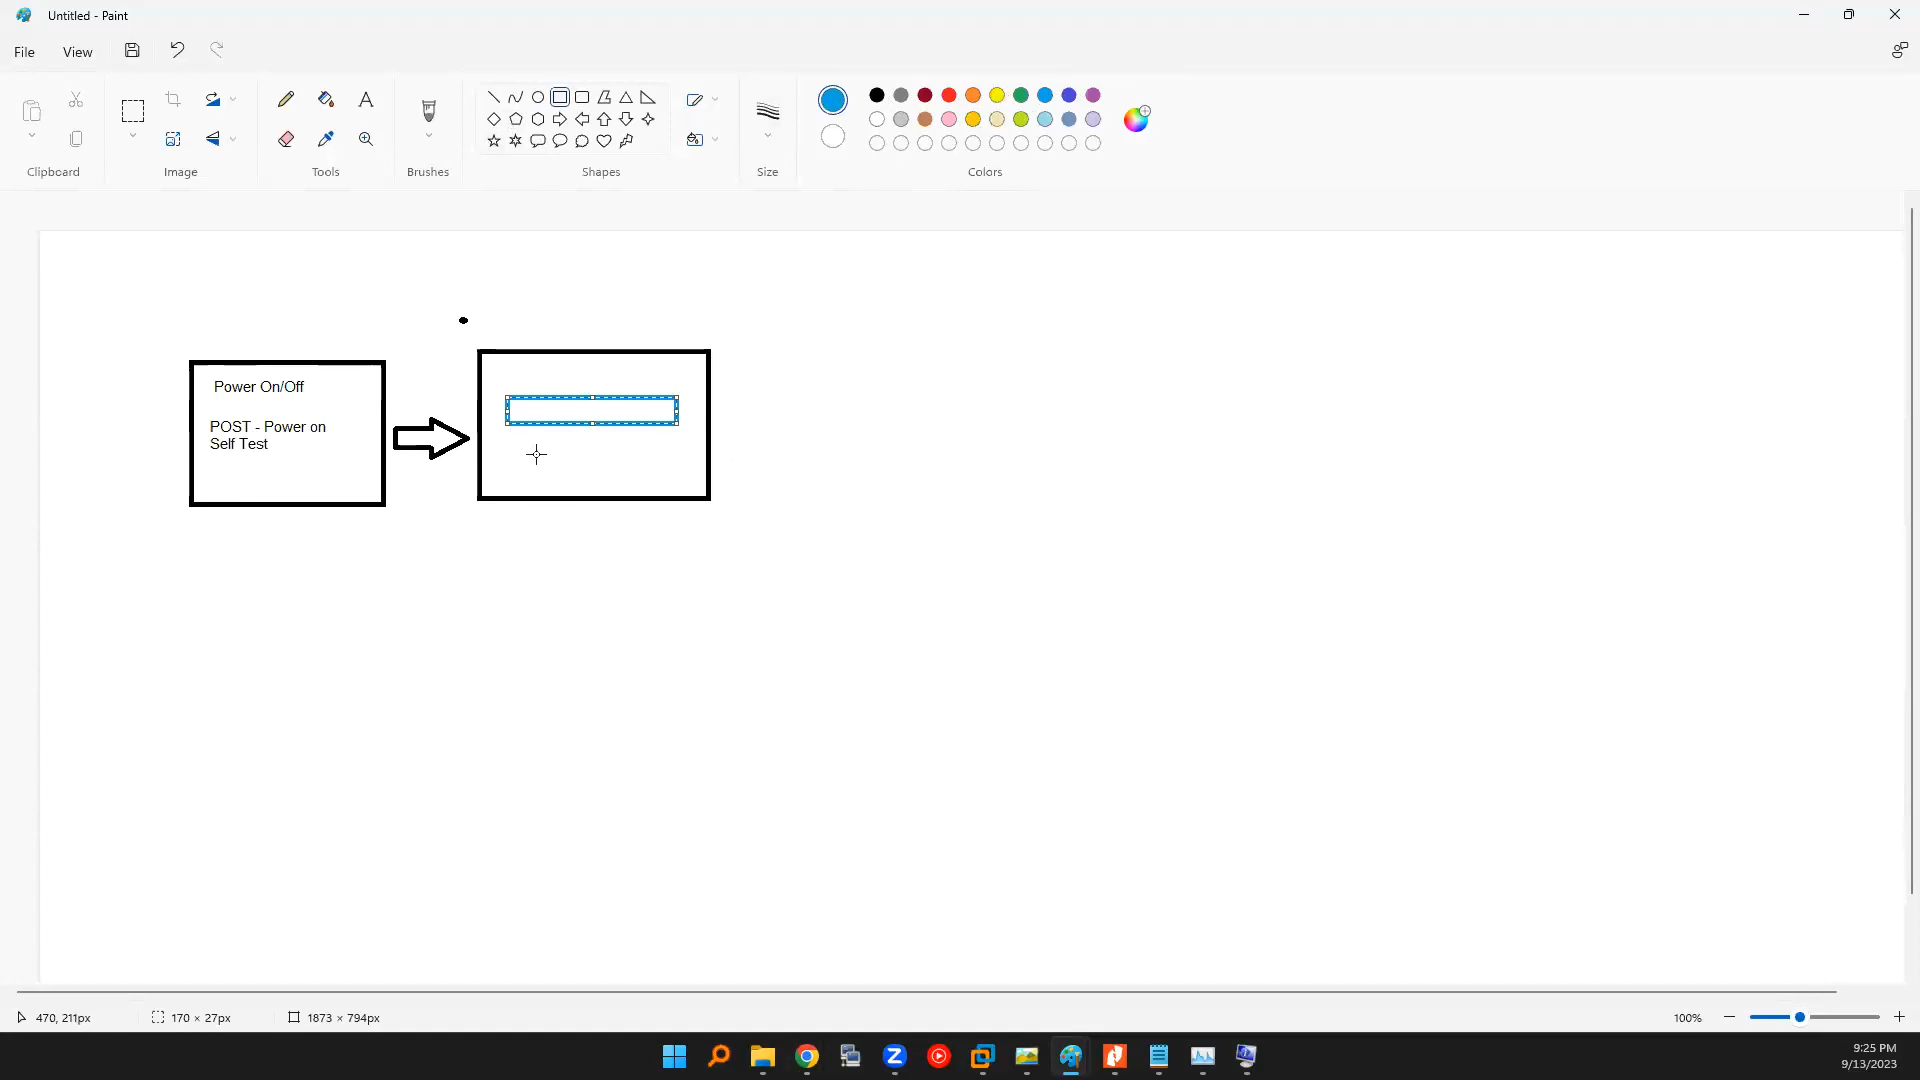 Untitled - Paint
File
View
Clipboard
Image
Tools
Brushes
Shapes
Size
Colors
Power On/Off
POST - Power on
Self Test
470, 211px
170 × 27px
1873 × 794px
100%
9:25 PM
9/13/2023